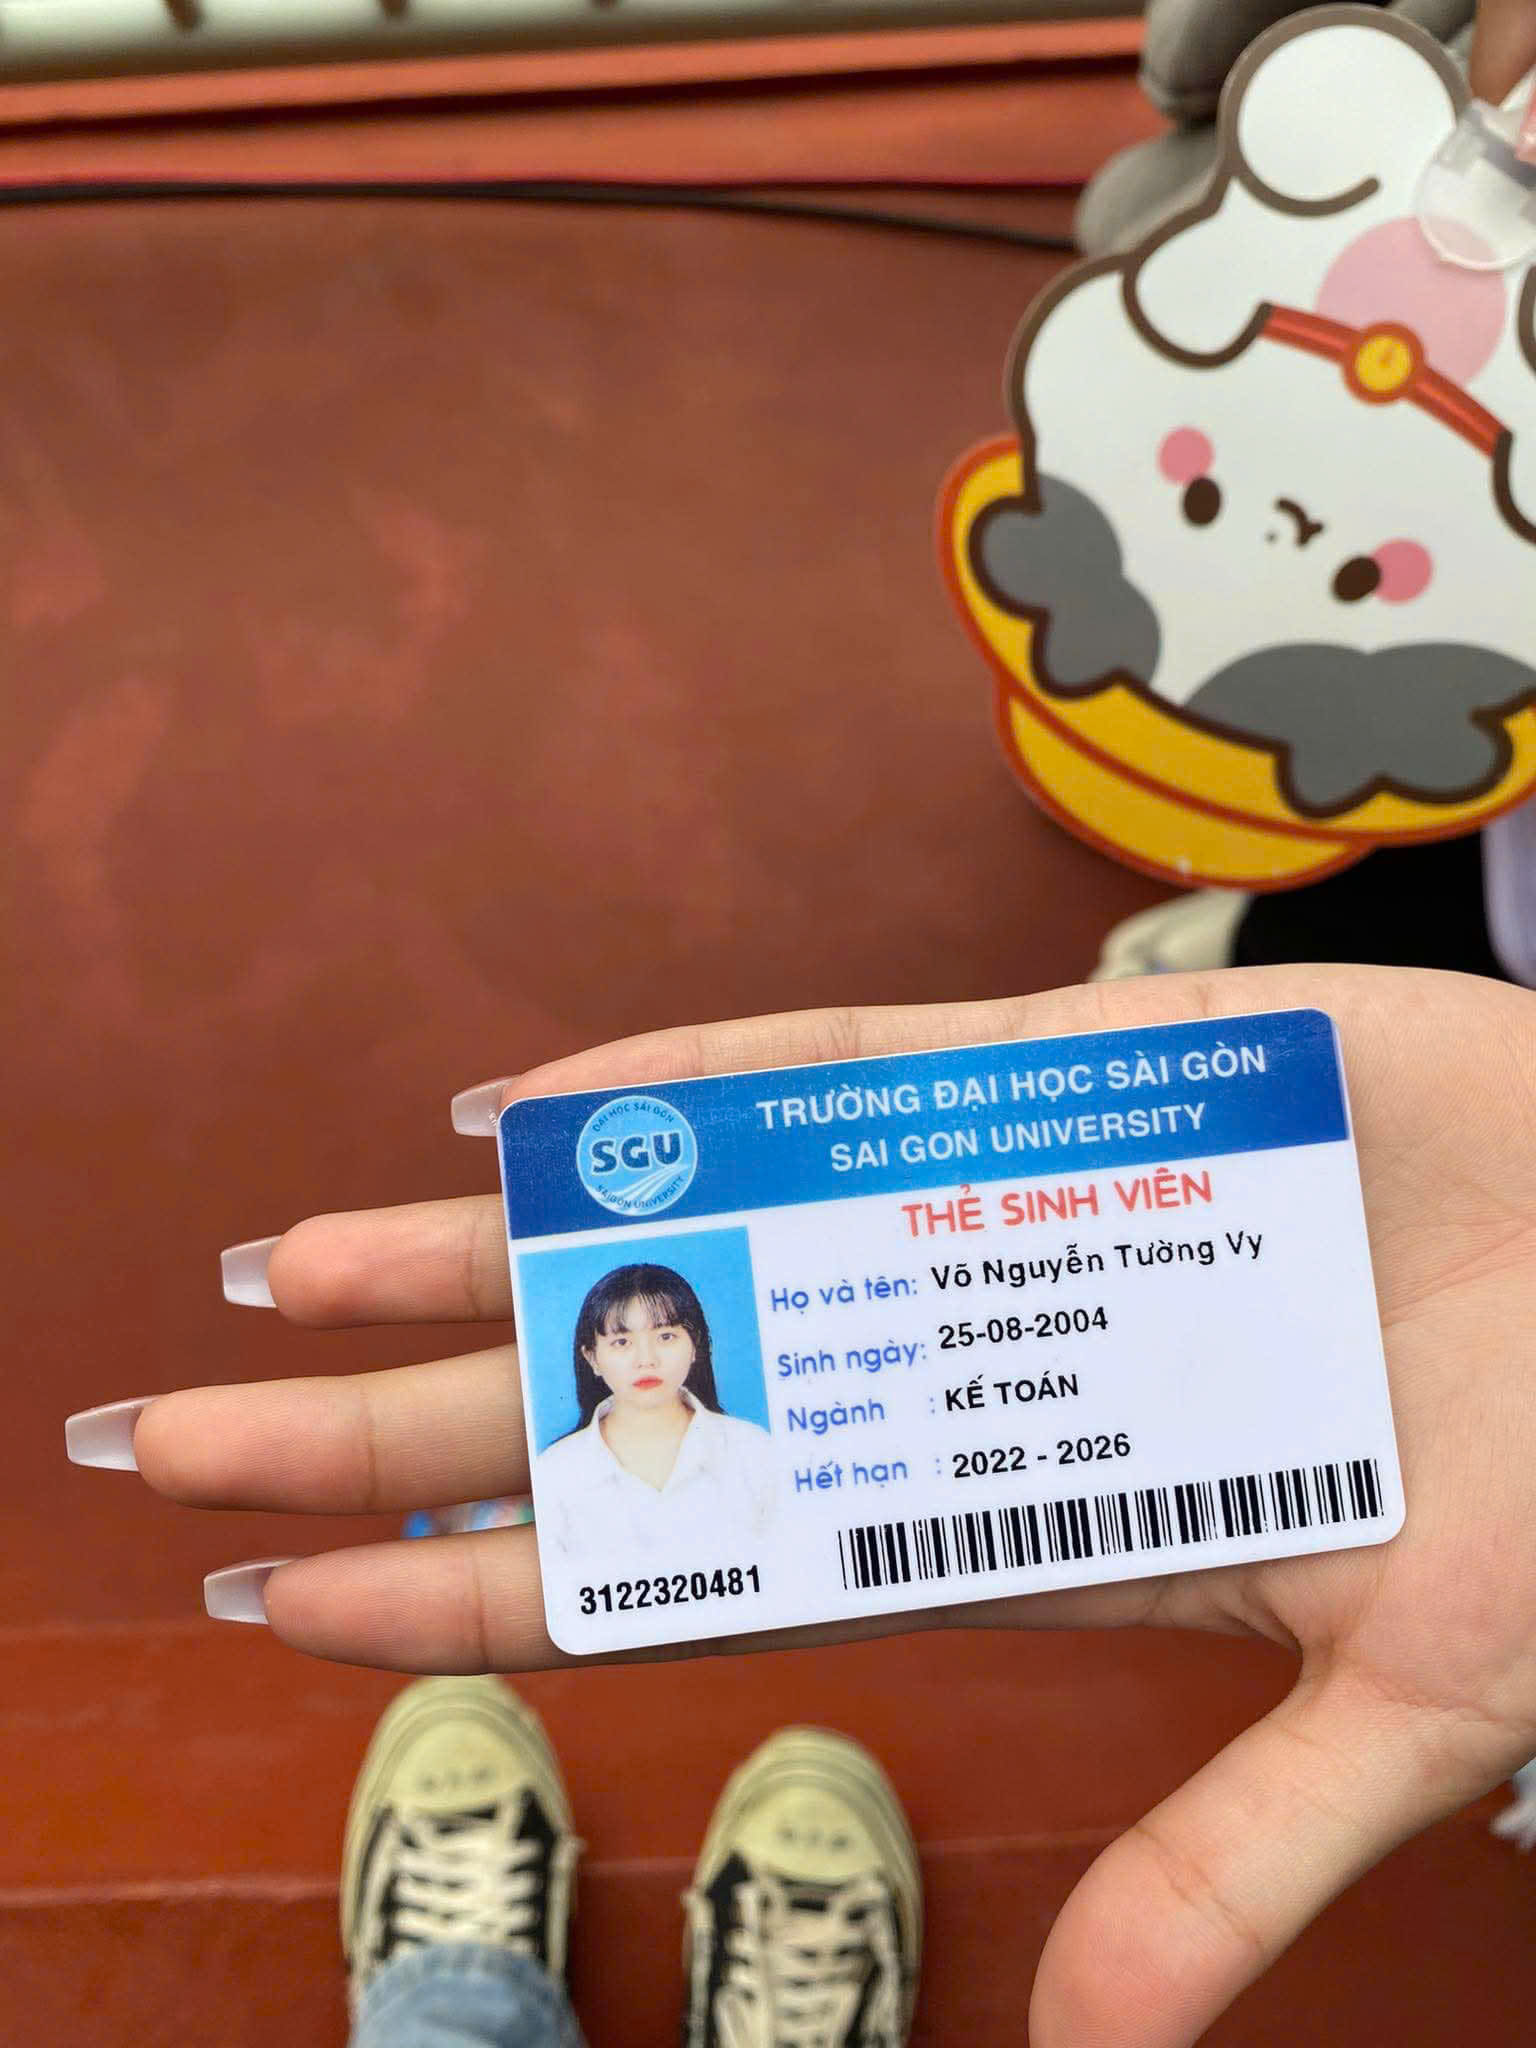 ĐẠI HỌC SÀI GÒN
SGU
SAIGON UNIVERSITY
TRƯỜNG ĐẠI HỌC SÀI GÒN
SAI GON UNIVERSITY
THẺ SINH VIÊN
Họ và tên: Võ Nguyễn Tường Vy
Sinh ngày: 25-08-2004
Ngành : KẾ TOÁN
Hết hạn : 2022 - 2026
3122320481